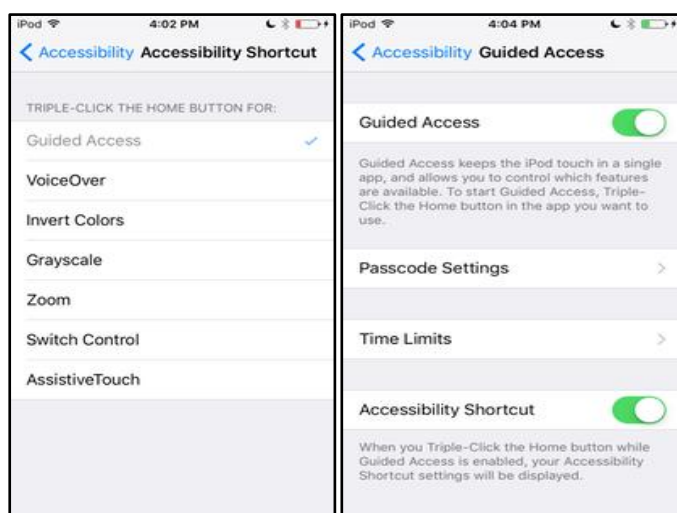 iPod 4:02 PM
Accessibility Accessibility Shortcut
TRIPLE-CLICK THE HOME BUTTON FOR:
Guided Access
VoiceOver
Invert Colors
Grayscale
Zoom
Switch Control
AssistiveTouch
iPod 4:04 PM
Accessibility Guided Access
Guided Access
Guided Access keeps the iPod touch in a single
app, and allows you to control which features
are available. To start Guided Access, Triple-
Click the Home button in the app you want to
use.
Passcode Settings
Time Limits
Accessibility Shortcut
When you Triple-Click the Home button while
Guided Access is enabled, your Accessibility
Shortcut settings will be displayed.